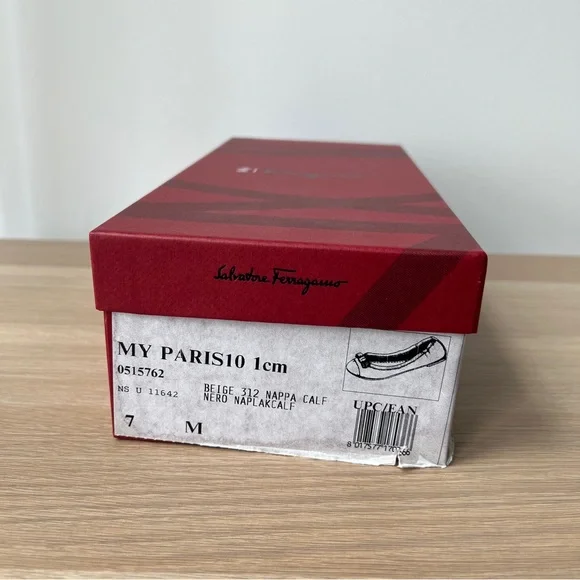 Salvatore Ferragamo
MY PARIS10 1cm
0515762
NS U 11642
BEIGE 312 NAPPA CALF
NERO NAPLAKCALF
7 M
UPC/EAN